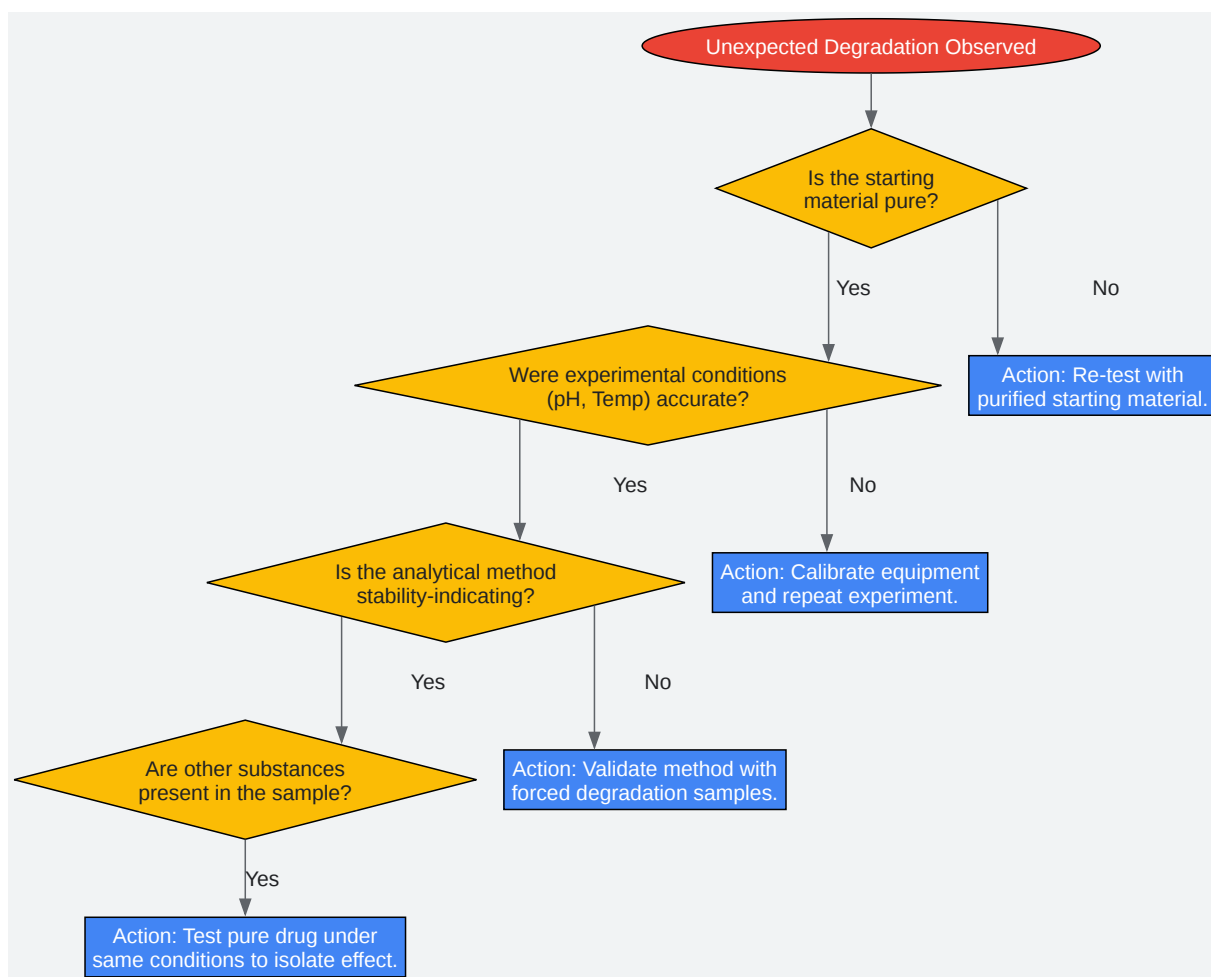 Unexpected Degradation Observed
Is the starting
material pure?
Yes
No
Were experimental conditions
(pH, Temp) accurate?
Action: Re-test with
purified starting material.
Yes
No
Is the analytical method
stability-indicating?
Action: Calibrate equipment
and repeat experiment.
Yes
No
Are other substances
present in the sample?
Action: Validate method with
forced degradation samples.
Yes
Action: Test pure drug under
same conditions to isolate effect.